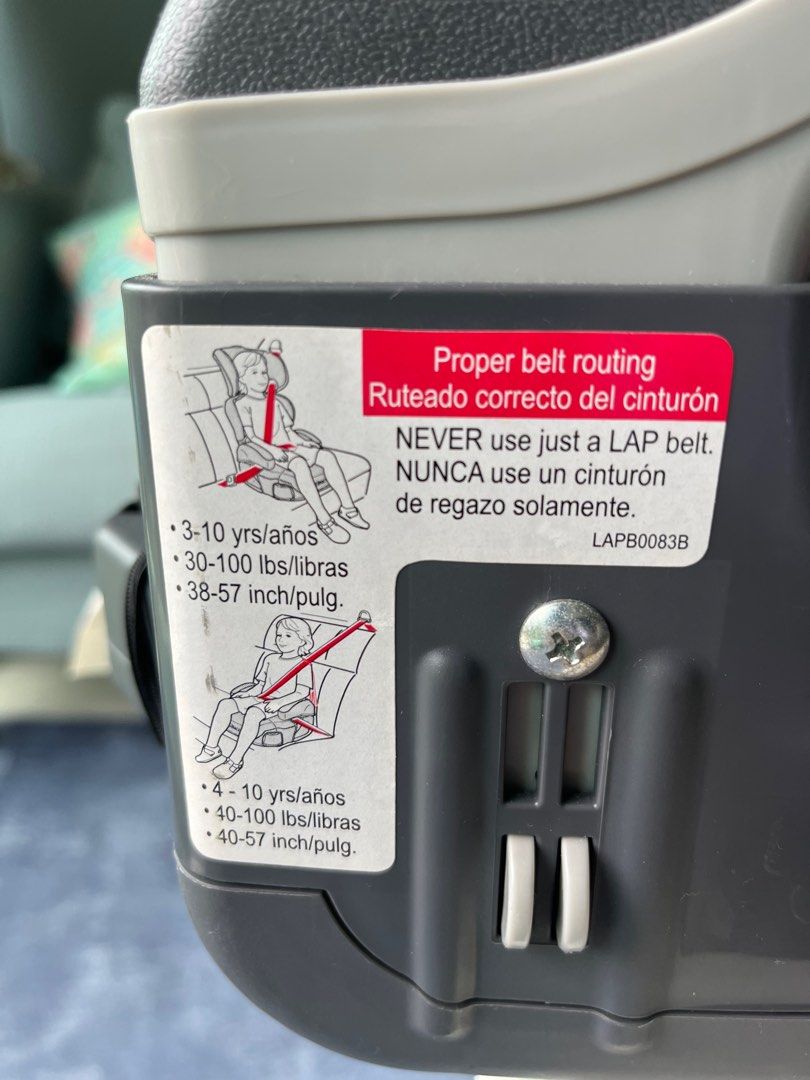 Proper belt routing
Ruteado correcto del cinturón
NEVER use just a LAP belt.
NUNCA use un cinturón
de regazo solamente.
LAPB0083B
• 3-10 yrs/años
• 30-100 lbs/libras
• 38-57 inch/pulg.
• 4 - 10 yrs/años
• 40-100 lbs/libras
• 40-57 inch/pulg.